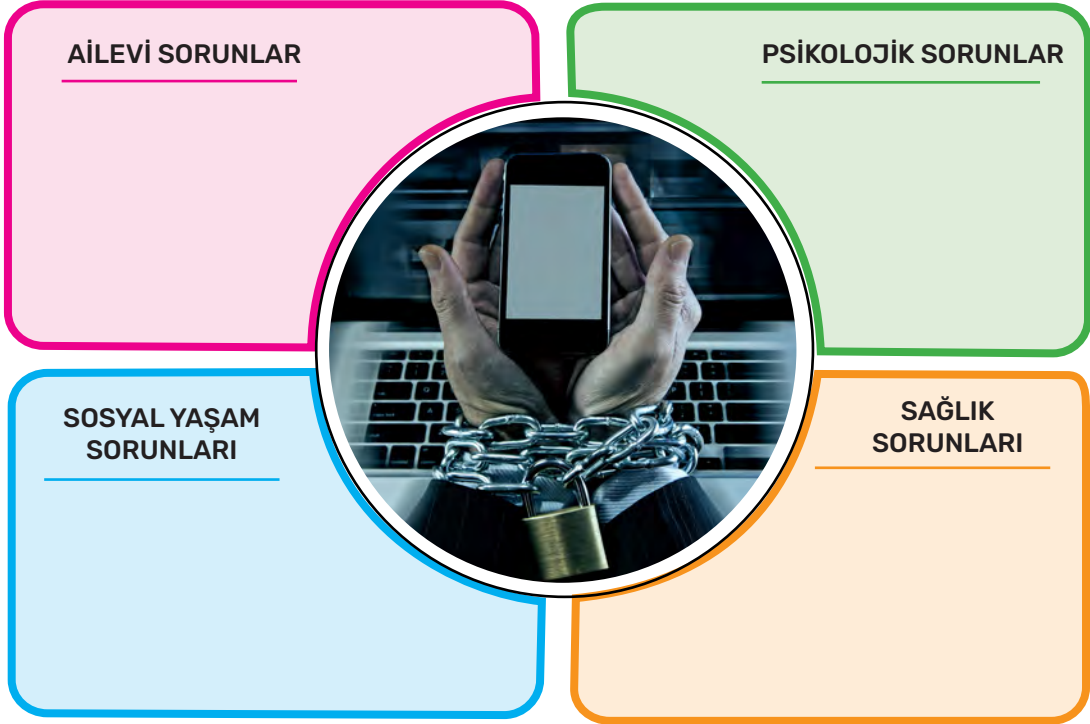 AİLEVİ SORUNLAR
PSİKOLOJİK SORUNLAR
SOSYAL YAŞAM
SORUNLARI
SAĞLIK
SORUNLARI